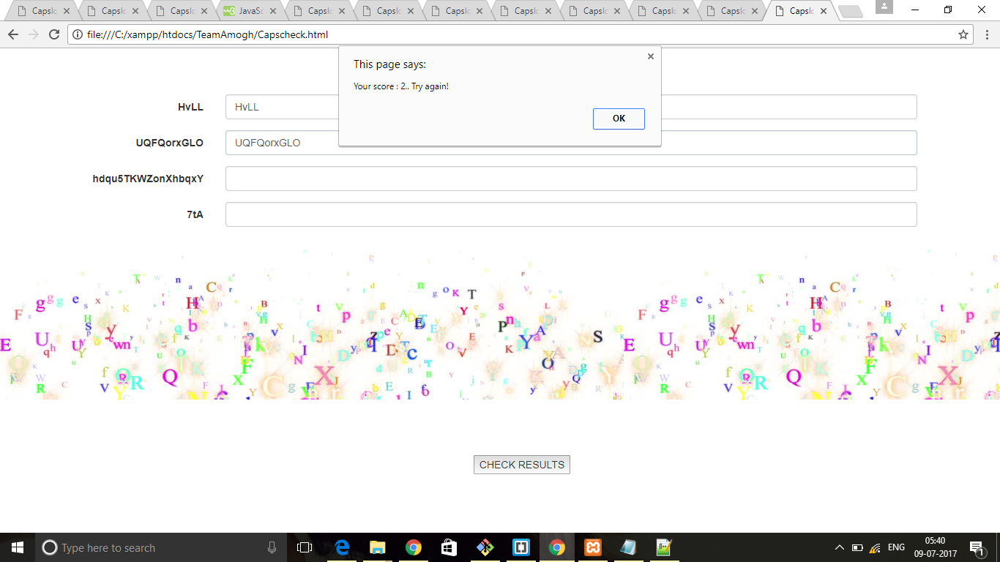 Capslc Capslc Capslc JavaSc Capslc Capslc Capslc Capslc Capslc Capslc Capslc Capslc
file:///C:/xampp/htdocs/TeamAmogh/Capscheck.html
This page says:
Your score : 2.. Try again!
OK
HvLL HvLL
UQFQorxGLO UQFQorxGLO
hdqu5TKWZonXhbqxY
7tA
CHECK RESULTS
Type here to search
ENG
05:40
09-07-2017
1